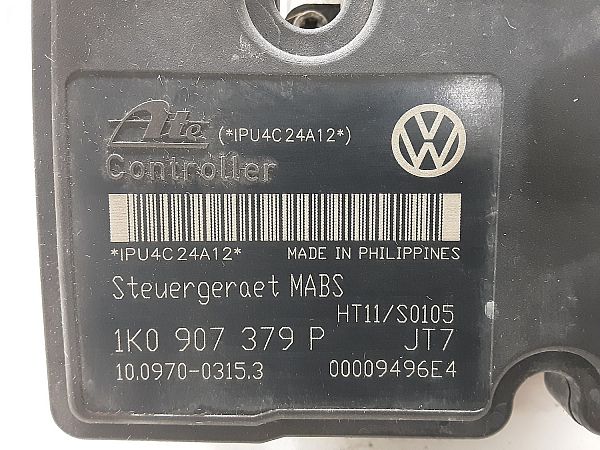 Ate (*IPU4C24A12*)
Controller
VW
*IPU4C24A12* MADE IN PHILIPPINES
Steuergeraet MABS
HT11/S0105
1K0 907 379 P JT7
10.0970-0315.3 00009496E4